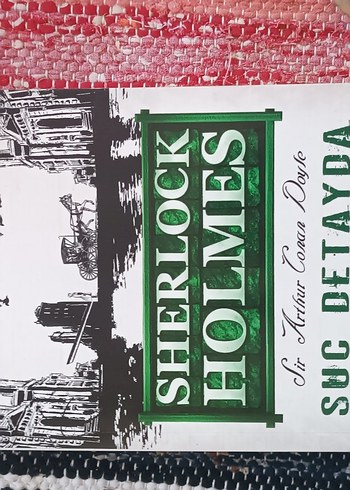 SHERLOCK
HOLMES
Sir Arthur Conan Doyle
SUÇ DETAYDA